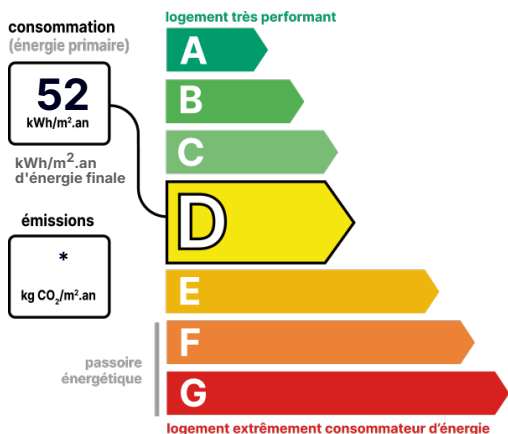 logement très performant
consommation
(énergie primaire)
52
kWh/m².an
kWh/m².an
d'énergie finale
émissions
*
kg CO₂/m².an
A
B
C
D
E
F
G
passoire
énergétique
logement extrêmement consommateur d'énergie